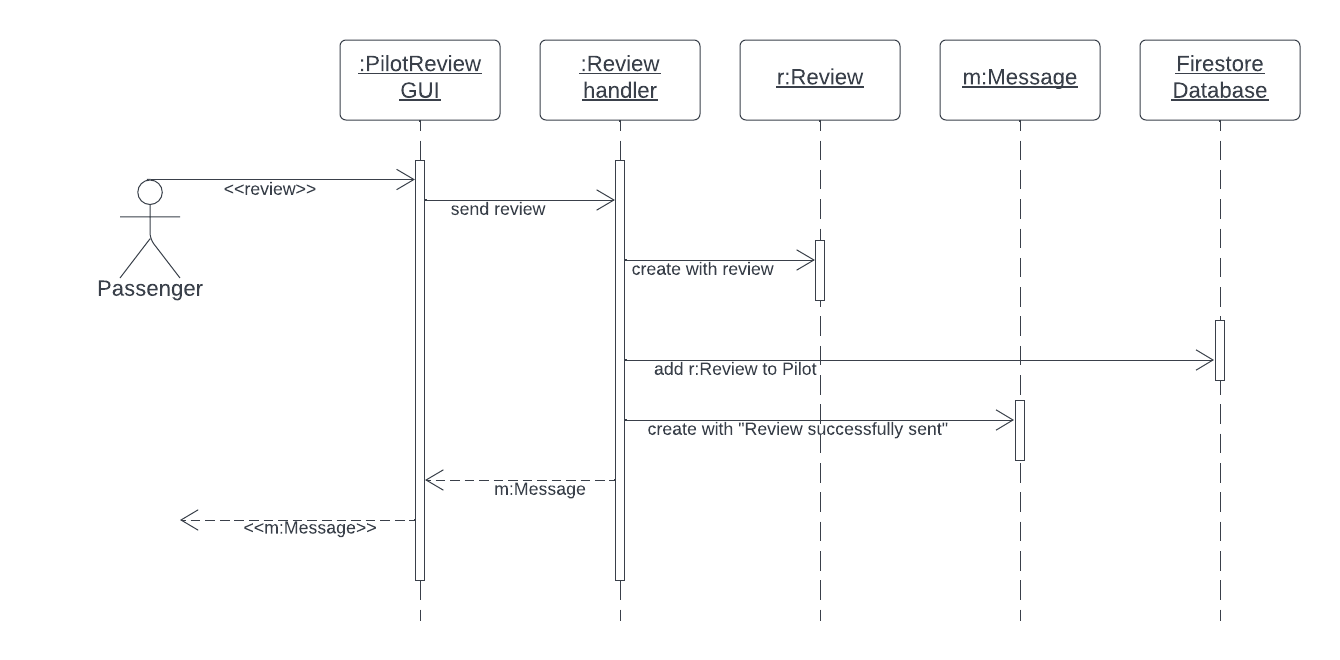 :PilotReview
GUI
:Review
handler
r:Review
m:Message
Firestore
Database
<<review>>
send review
Passenger
create with review
add r:Review to Pilot
create with "Review successfully sent"
m:Message
<<m:Message>>